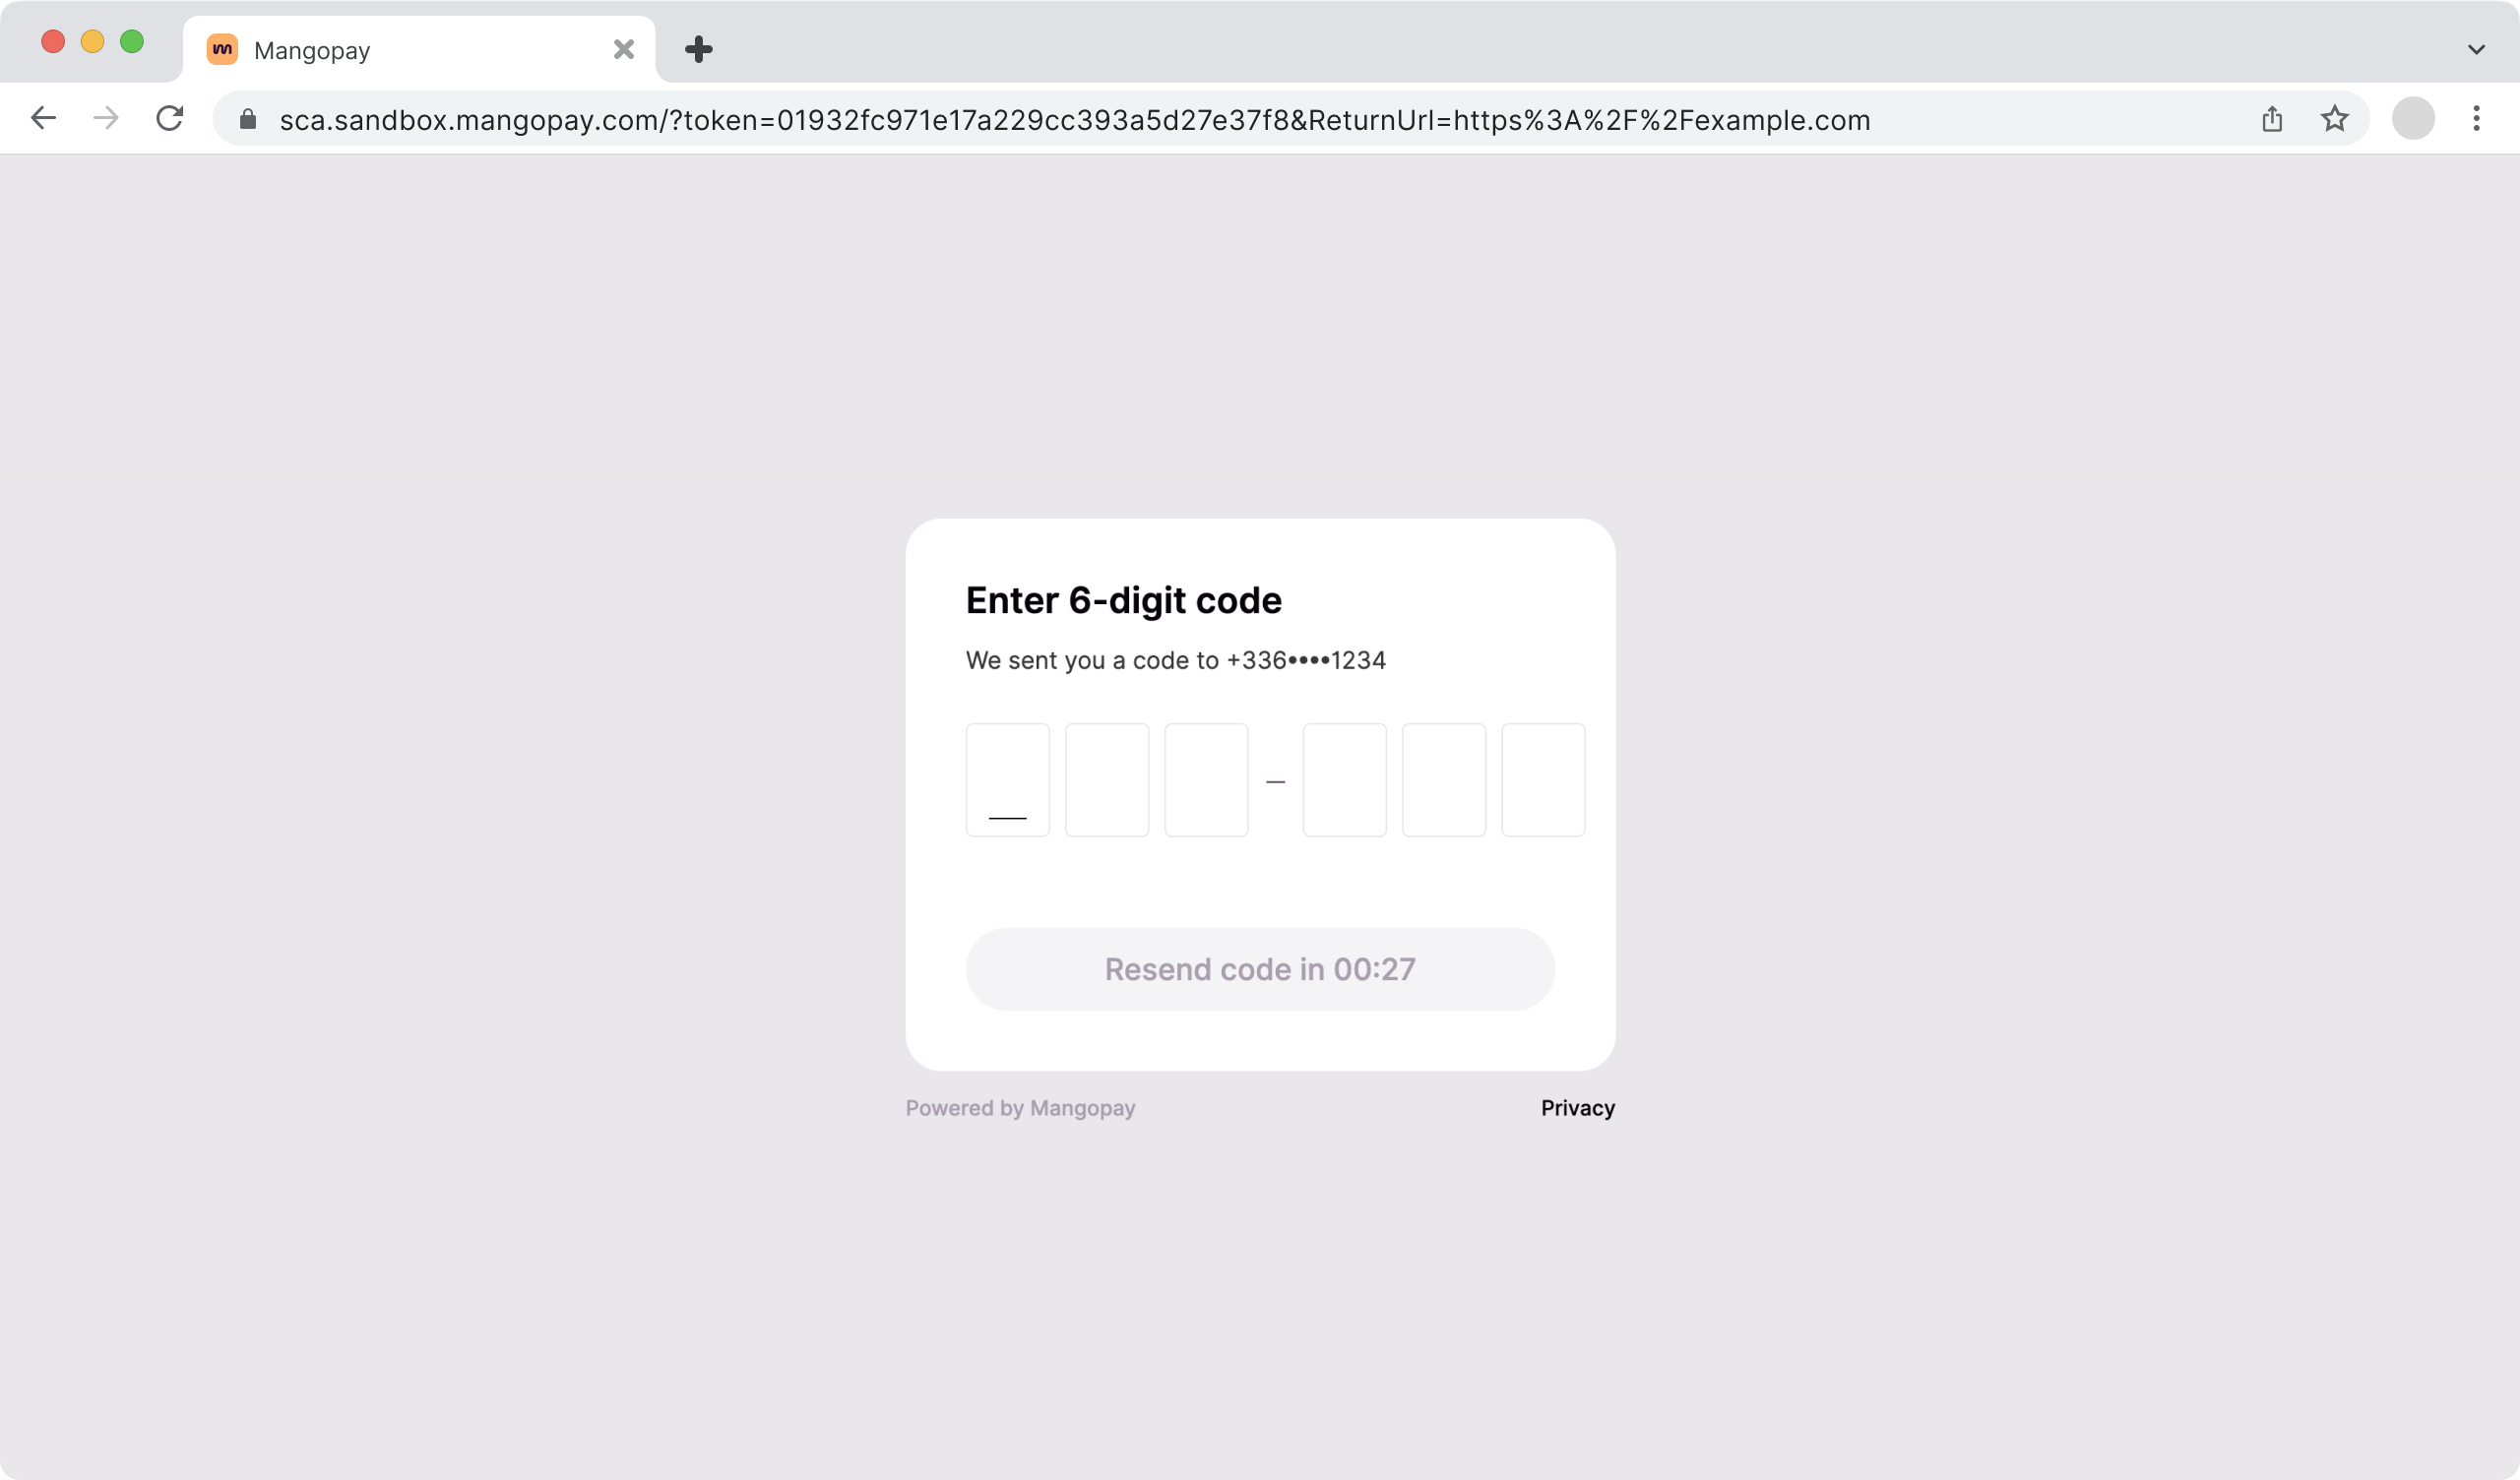 Mangopay
sca.sandbox.mangopay.com/?token=01932fc971e17a229cc393a5d27e37f8&ReturnUrl=https%3A%2F%2Fexample.com
Enter 6-digit code
We sent you a code to +336••••1234
–
Resend code in 00:27
Powered by Mangopay
Privacy